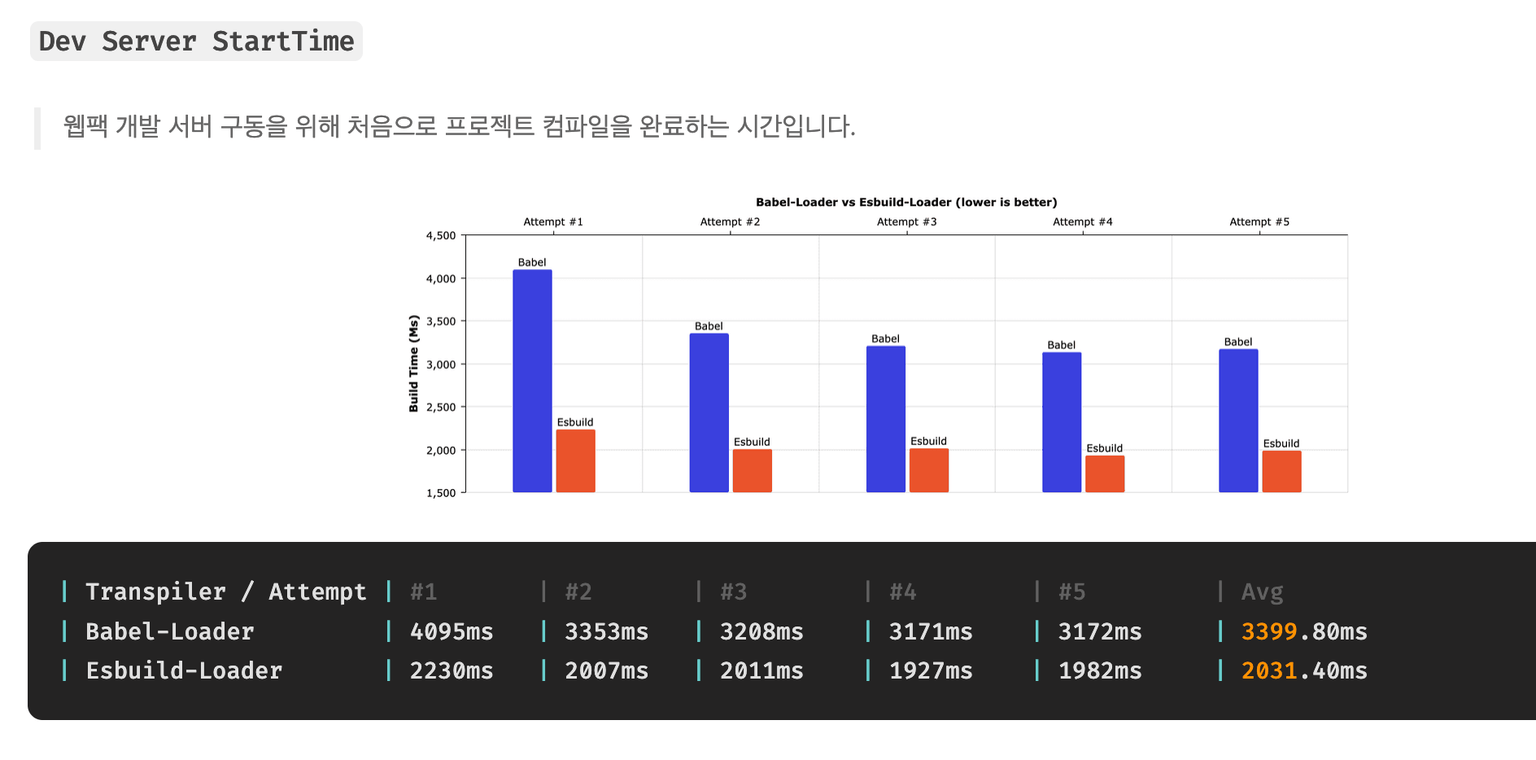 Dev Server StartTime
웹팩 개발 서버 구동을 위해 처음으로 프로젝트 컴파일을 완료하는 시간입니다.
Babel-Loader vs Esbuild-Loader (lower is better)
Attempt #1 Attempt #2 Attempt #3 Attempt #4 Attempt #5
4,500
4,000
3,500
3,000
2,500
2,000
1,500
Build Time (Ms)
Babel Babel Babel Babel Babel
Esbuild Esbuild Esbuild Esbuild Esbuild
| Transpiler / Attempt | #1 | #2 | #3 | #4 | #5 | Avg
| Babel-Loader | 4095ms | 3353ms | 3208ms | 3171ms | 3172ms | 3399.80ms
| Esbuild-Loader | 2230ms | 2007ms | 2011ms | 1927ms | 1982ms | 2031.40ms